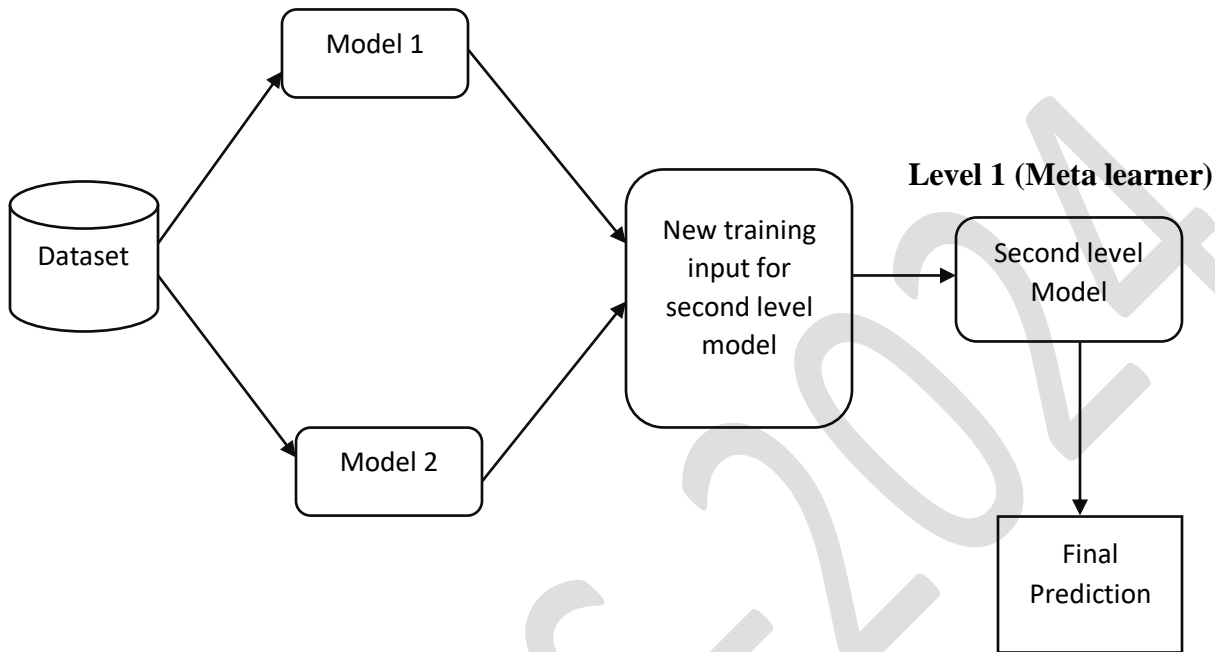 Model 1
Level 1 (Meta learner)
Dataset
New training
input for
second level
model
Second level
Model
Model 2
Final
Prediction
-2024